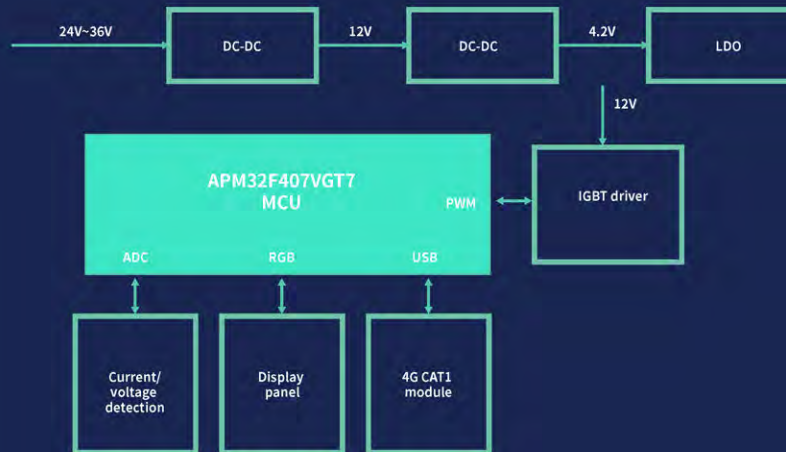 24V~36V
DC-DC
12V
DC-DC
4.2V
LDO
12V
APM32F407VGT7
MCU
PWM
IGBT driver
ADC
RGB
USB
Current/
voltage
detection
Display
panel
4G CAT1
module